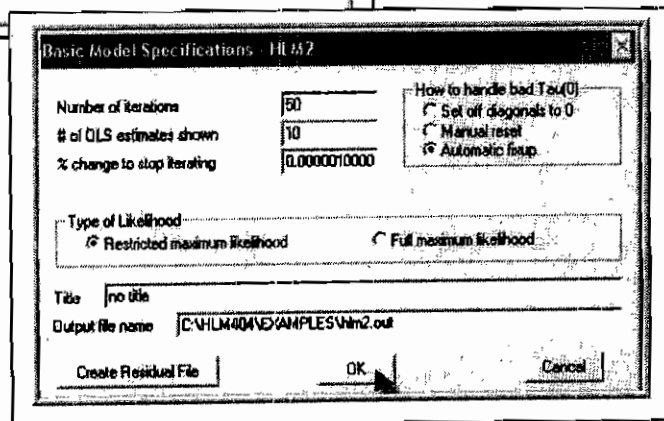 Basic Model Specifications - HLM2
Number of iterations 50
# of OLS estimates shown 10
% change to stop iterating 0.0000010000
How to handle bad Tau(0)
Set off diagonals to 0
Manual reset
Automatic fixup
Type of Likelihood
Restricted maximum likelihood
Full maximum likelihood
Title no title
Output file name C:\HLM404\EXAMPLES\hlm2.out
Create Residual File
OK
Cancel